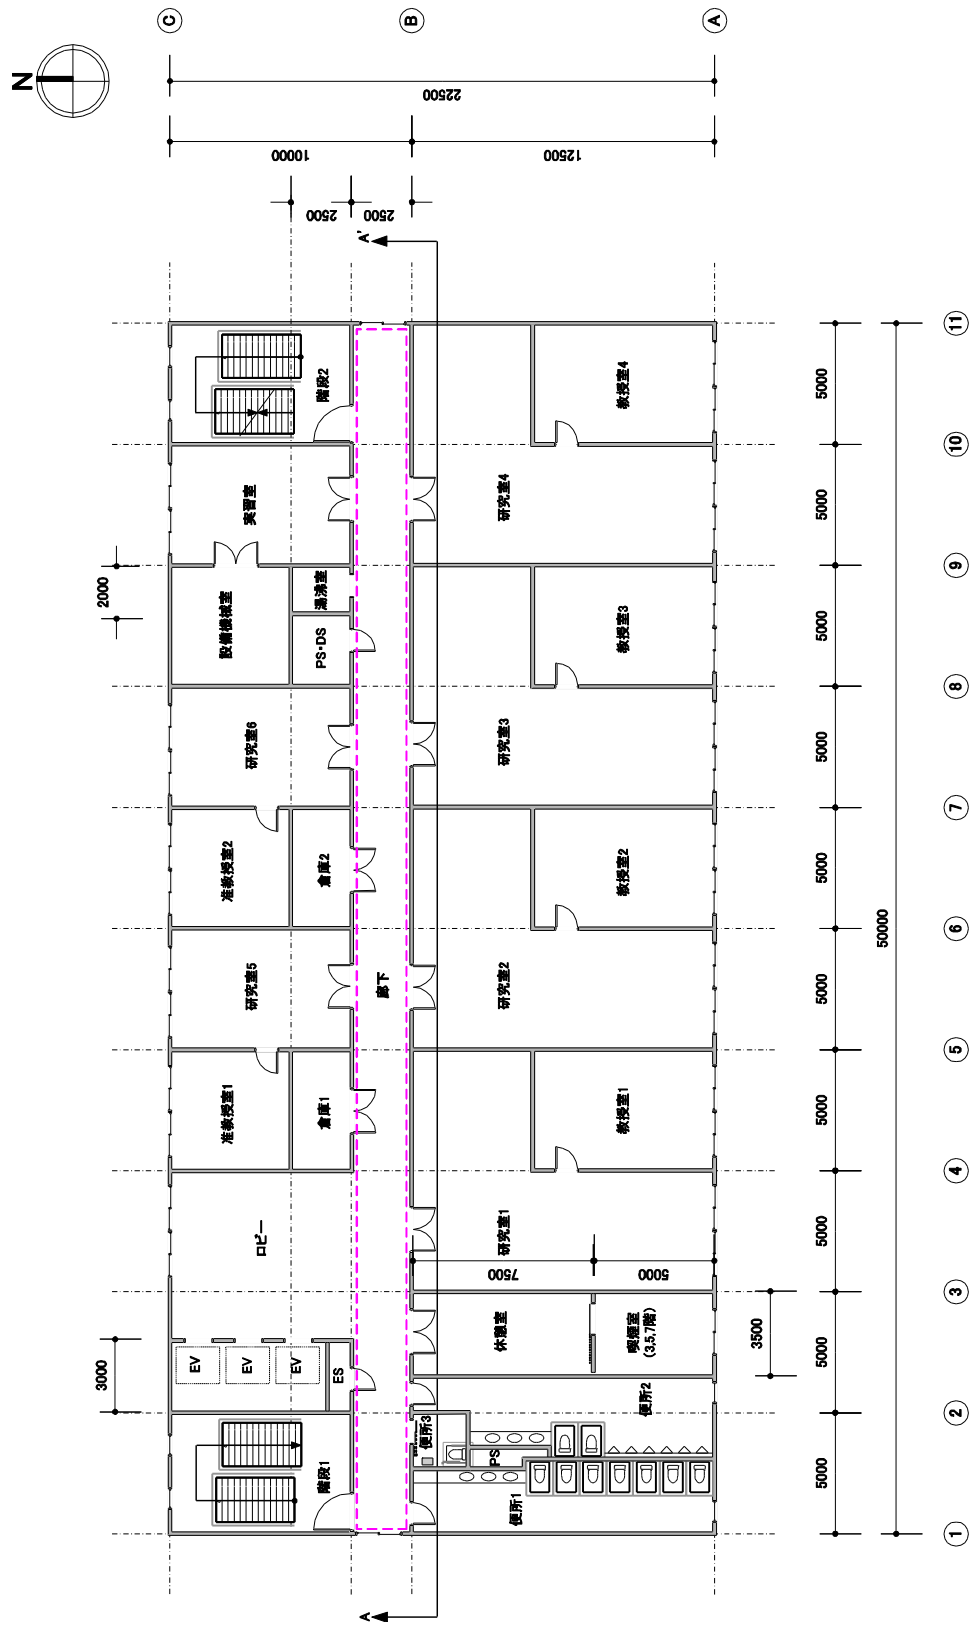 N
C
B
A
22500
10000
12500
2500
2500
A'
2000
階段2
実習室
設備機械室
湯沸室
PS・DS
研究室6
准教授室2
倉庫2
研究室5
准教授室1
倉庫1
ロビー
EV
EV
EV
ES
3000
階段1
廊下
教授室4
研究室4
教授室3
研究室3
教授室2
研究室2
教授室1
研究室1
7500
5000
休憩室
喫煙室
(3,5,7階)
3500
便所2
便所3
PS
便所1
A
5000
5000
5000
5000
5000
5000
5000
5000
5000
5000
50000
11
10
9
8
7
6
5
4
3
2
1